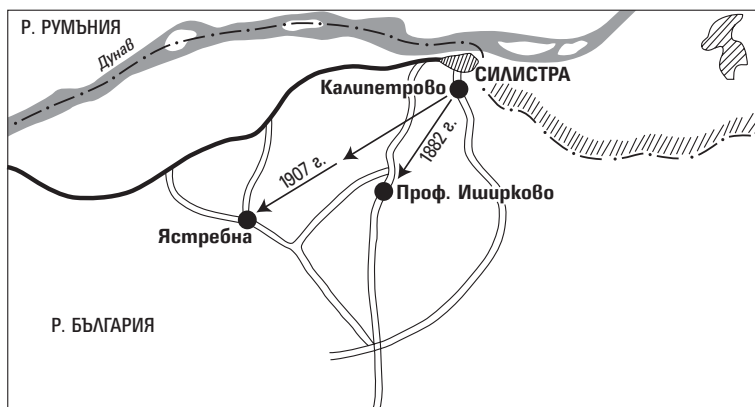 Р. РУМЪНИЯ
Дунав
СИЛИСТРА
Калипетрово
1882 г.
1907 г.
Проф. Иширково
Ястребна
Р. БЪЛГАРИЯ